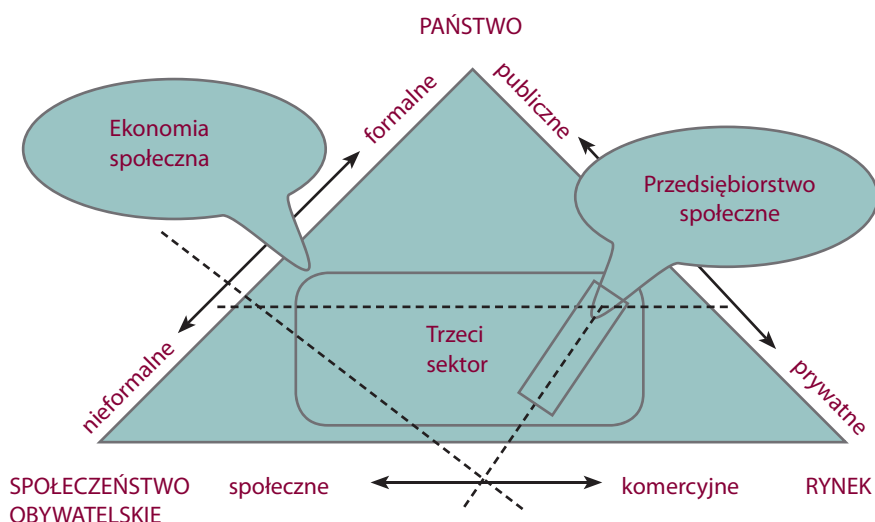 PAŃSTWO
formalne
publiczne
Ekonomia
społeczna
Przedsiębiorstwo
społeczne
Trzeci
sektor
nieformalne
prywatne
SPOŁECZEŃSTWO
OBYWATELSKIE
społeczne
komercyjne
RYNEK